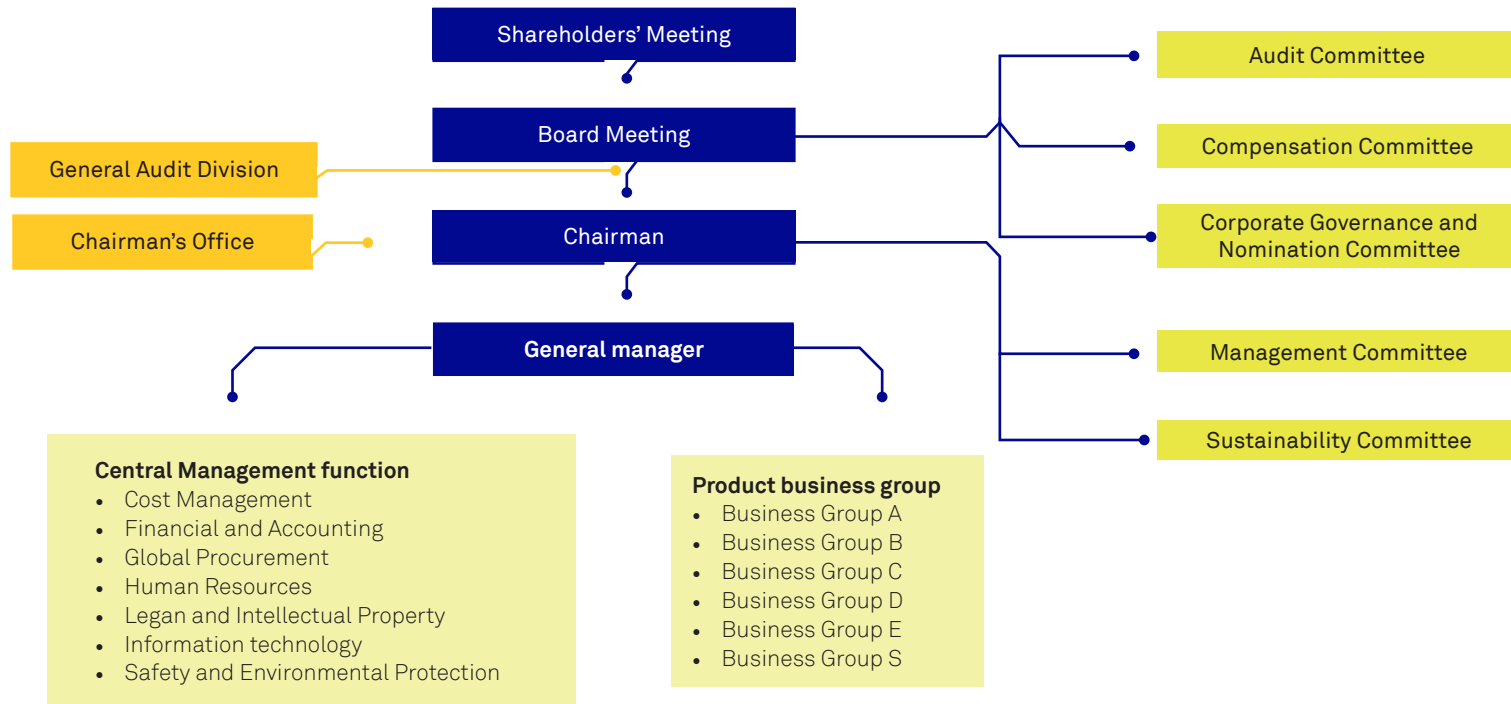 Shareholders’ Meeting
Board Meeting
General Audit Division
Chairman’s Office
Chairman
General manager
Audit Committee
Compensation Committee
Corporate Governance and
Nomination Committee
Management Committee
Sustainability Committee
Central Management function
• Cost Management
• Financial and Accounting
• Global Procurement
• Human Resources
• Legan and Intellectual Property
• Information technology
• Safety and Environmental Protection
Product business group
• Business Group A
• Business Group B
• Business Group C
• Business Group D
• Business Group E
• Business Group S